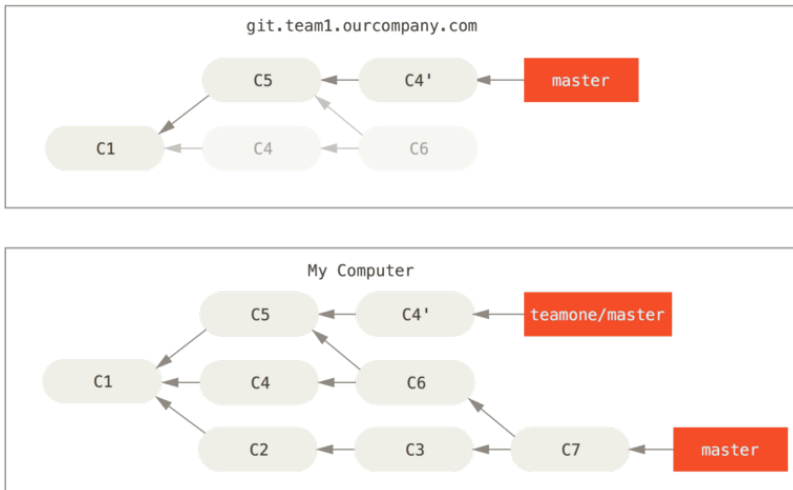 git.team1.ourcompany.com
C5 C4' master
C1 C4 C6
My Computer
C5 C4' teamone/master
C1 C4 C6
C2 C3 C7 master